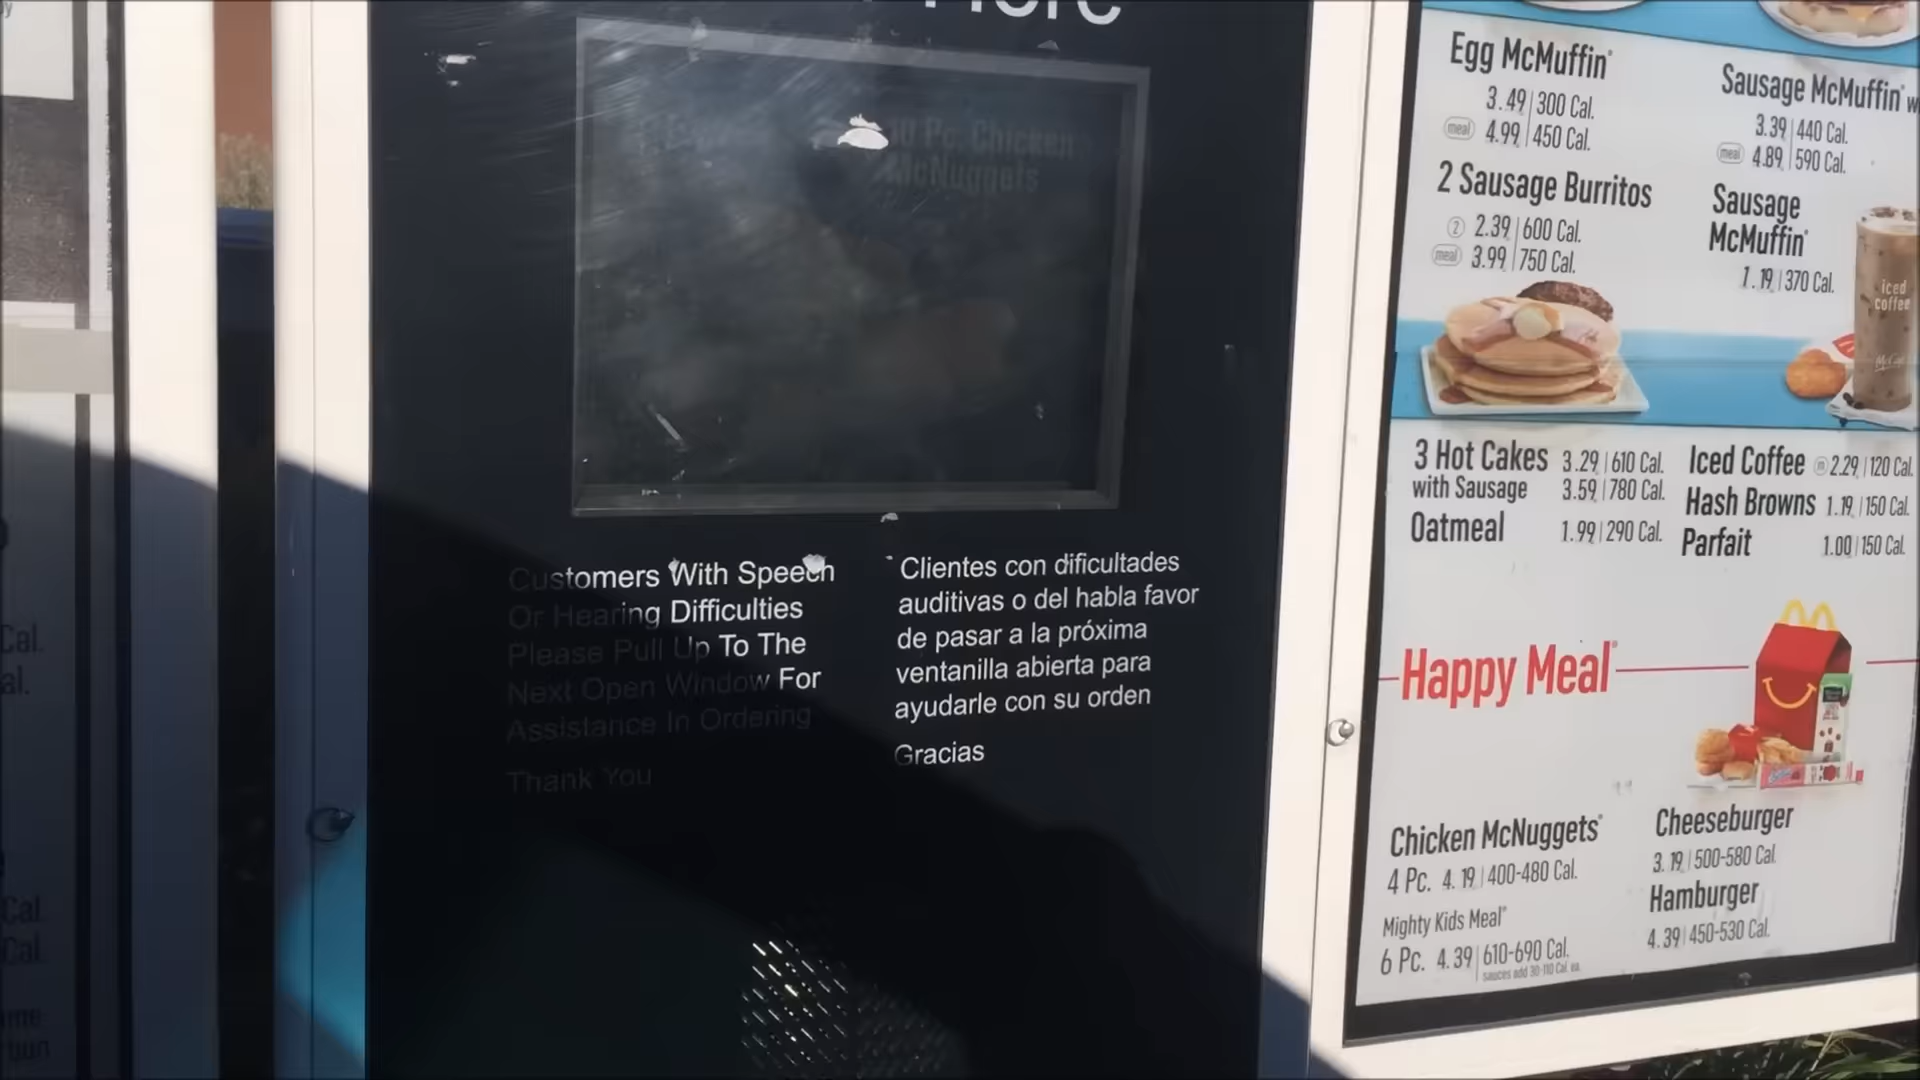 Here
10 Pc. Chicken
McNuggets
Customers With Speech
Or Hearing Difficulties
Please Pull Up To The
Next Open Window For
Assistance In Ordering
Thank You
Clientes con dificultades
auditivas o del habla favor
de pasar a la próxima
ventanilla abierta para
ayudarle con su orden
Gracias
Egg McMuffin®
3.49 | 300 Cal.
meal 4.99 | 450 Cal.
2 Sausage Burritos
2 2.39 | 600 Cal.
meal 3.99 | 750 Cal.
Sausage McMuffin® w
3.39 | 440 Cal.
meal 4.89 | 590 Cal.
Sausage
McMuffin®
1.19 | 370 Cal.
iced
coffee
3 Hot Cakes 3.29 | 610 Cal.
with Sausage 3.59 | 780 Cal.
Oatmeal 1.99 | 290 Cal.
Iced Coffee m 2.29 | 120 Cal.
Hash Browns 1.19 | 150 Cal.
Parfait 1.00 | 150 Cal.
Happy Meal®
Chicken McNuggets®
4 Pc. 4.19 | 400-480 Cal.
Mighty Kids Meal®
6 Pc. 4.39 | 610-690 Cal.
sauces add 30-110 Cal. ea.
Cheeseburger
3.19 | 500-580 Cal.
Hamburger
4.39 | 450-530 Cal.
Cal.
al.
Cal.
Cal.